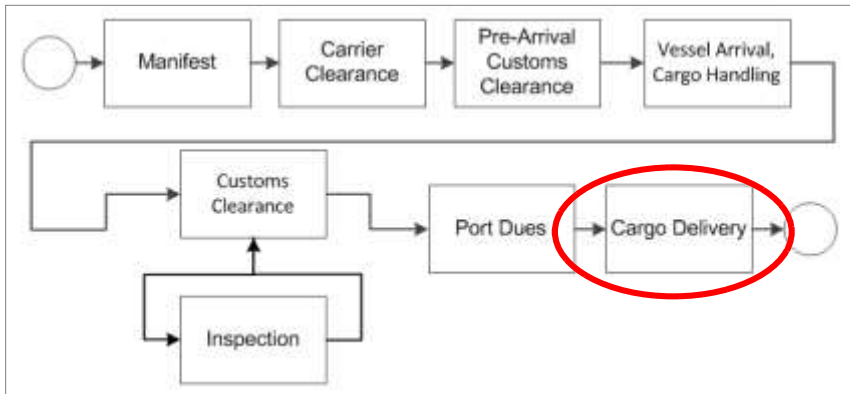 Manifest
Carrier
Clearance
Pre-Arrival
Customs
Clearance
Vessel Arrival,
Cargo Handling
Customs
Clearance
Port Dues
Cargo Delivery
Inspection